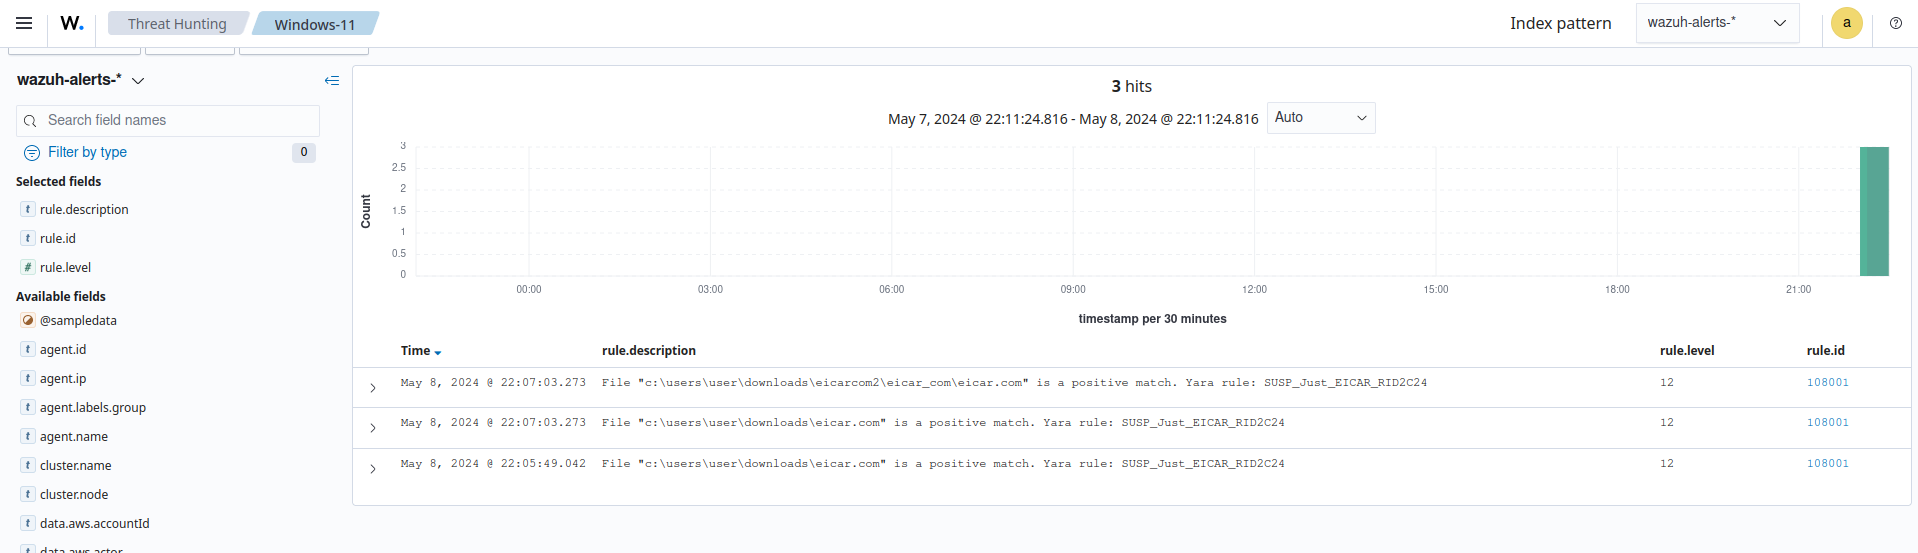 W. Threat Hunting Windows-11 Index pattern wazuh-alerts-* a
wazuh-alerts-*
Search field names
Filter by type 0
Selected fields
t rule.description
t rule.id
# rule.level
Available fields
@sampledata
t agent.id
t agent.ip
t agent.labels.group
t agent.name
t cluster.name
t cluster.node
t data.aws.accountId
data.aws.actor
3 hits
May 7, 2024 @ 22:11:24.816 - May 8, 2024 @ 22:11:24.816 Auto
Count
3
2.5
2
1.5
1
0.5
0
00:00 03:00 06:00 09:00 12:00 15:00 18:00 21:00
timestamp per 30 minutes
Time rule.description rule.level rule.id
May 8, 2024 @ 22:07:03.273 File "c:\users\user\downloads\eicarcom2\eicar_com\eicar.com" is a positive match. Yara rule: SUSP_Just_EICAR_RID2C24 12 108001
May 8, 2024 @ 22:07:03.273 File "c:\users\user\downloads\eicar.com" is a positive match. Yara rule: SUSP_Just_EICAR_RID2C24 12 108001
May 8, 2024 @ 22:05:49.042 File "c:\users\user\downloads\eicar.com" is a positive match. Yara rule: SUSP_Just_EICAR_RID2C24 12 108001